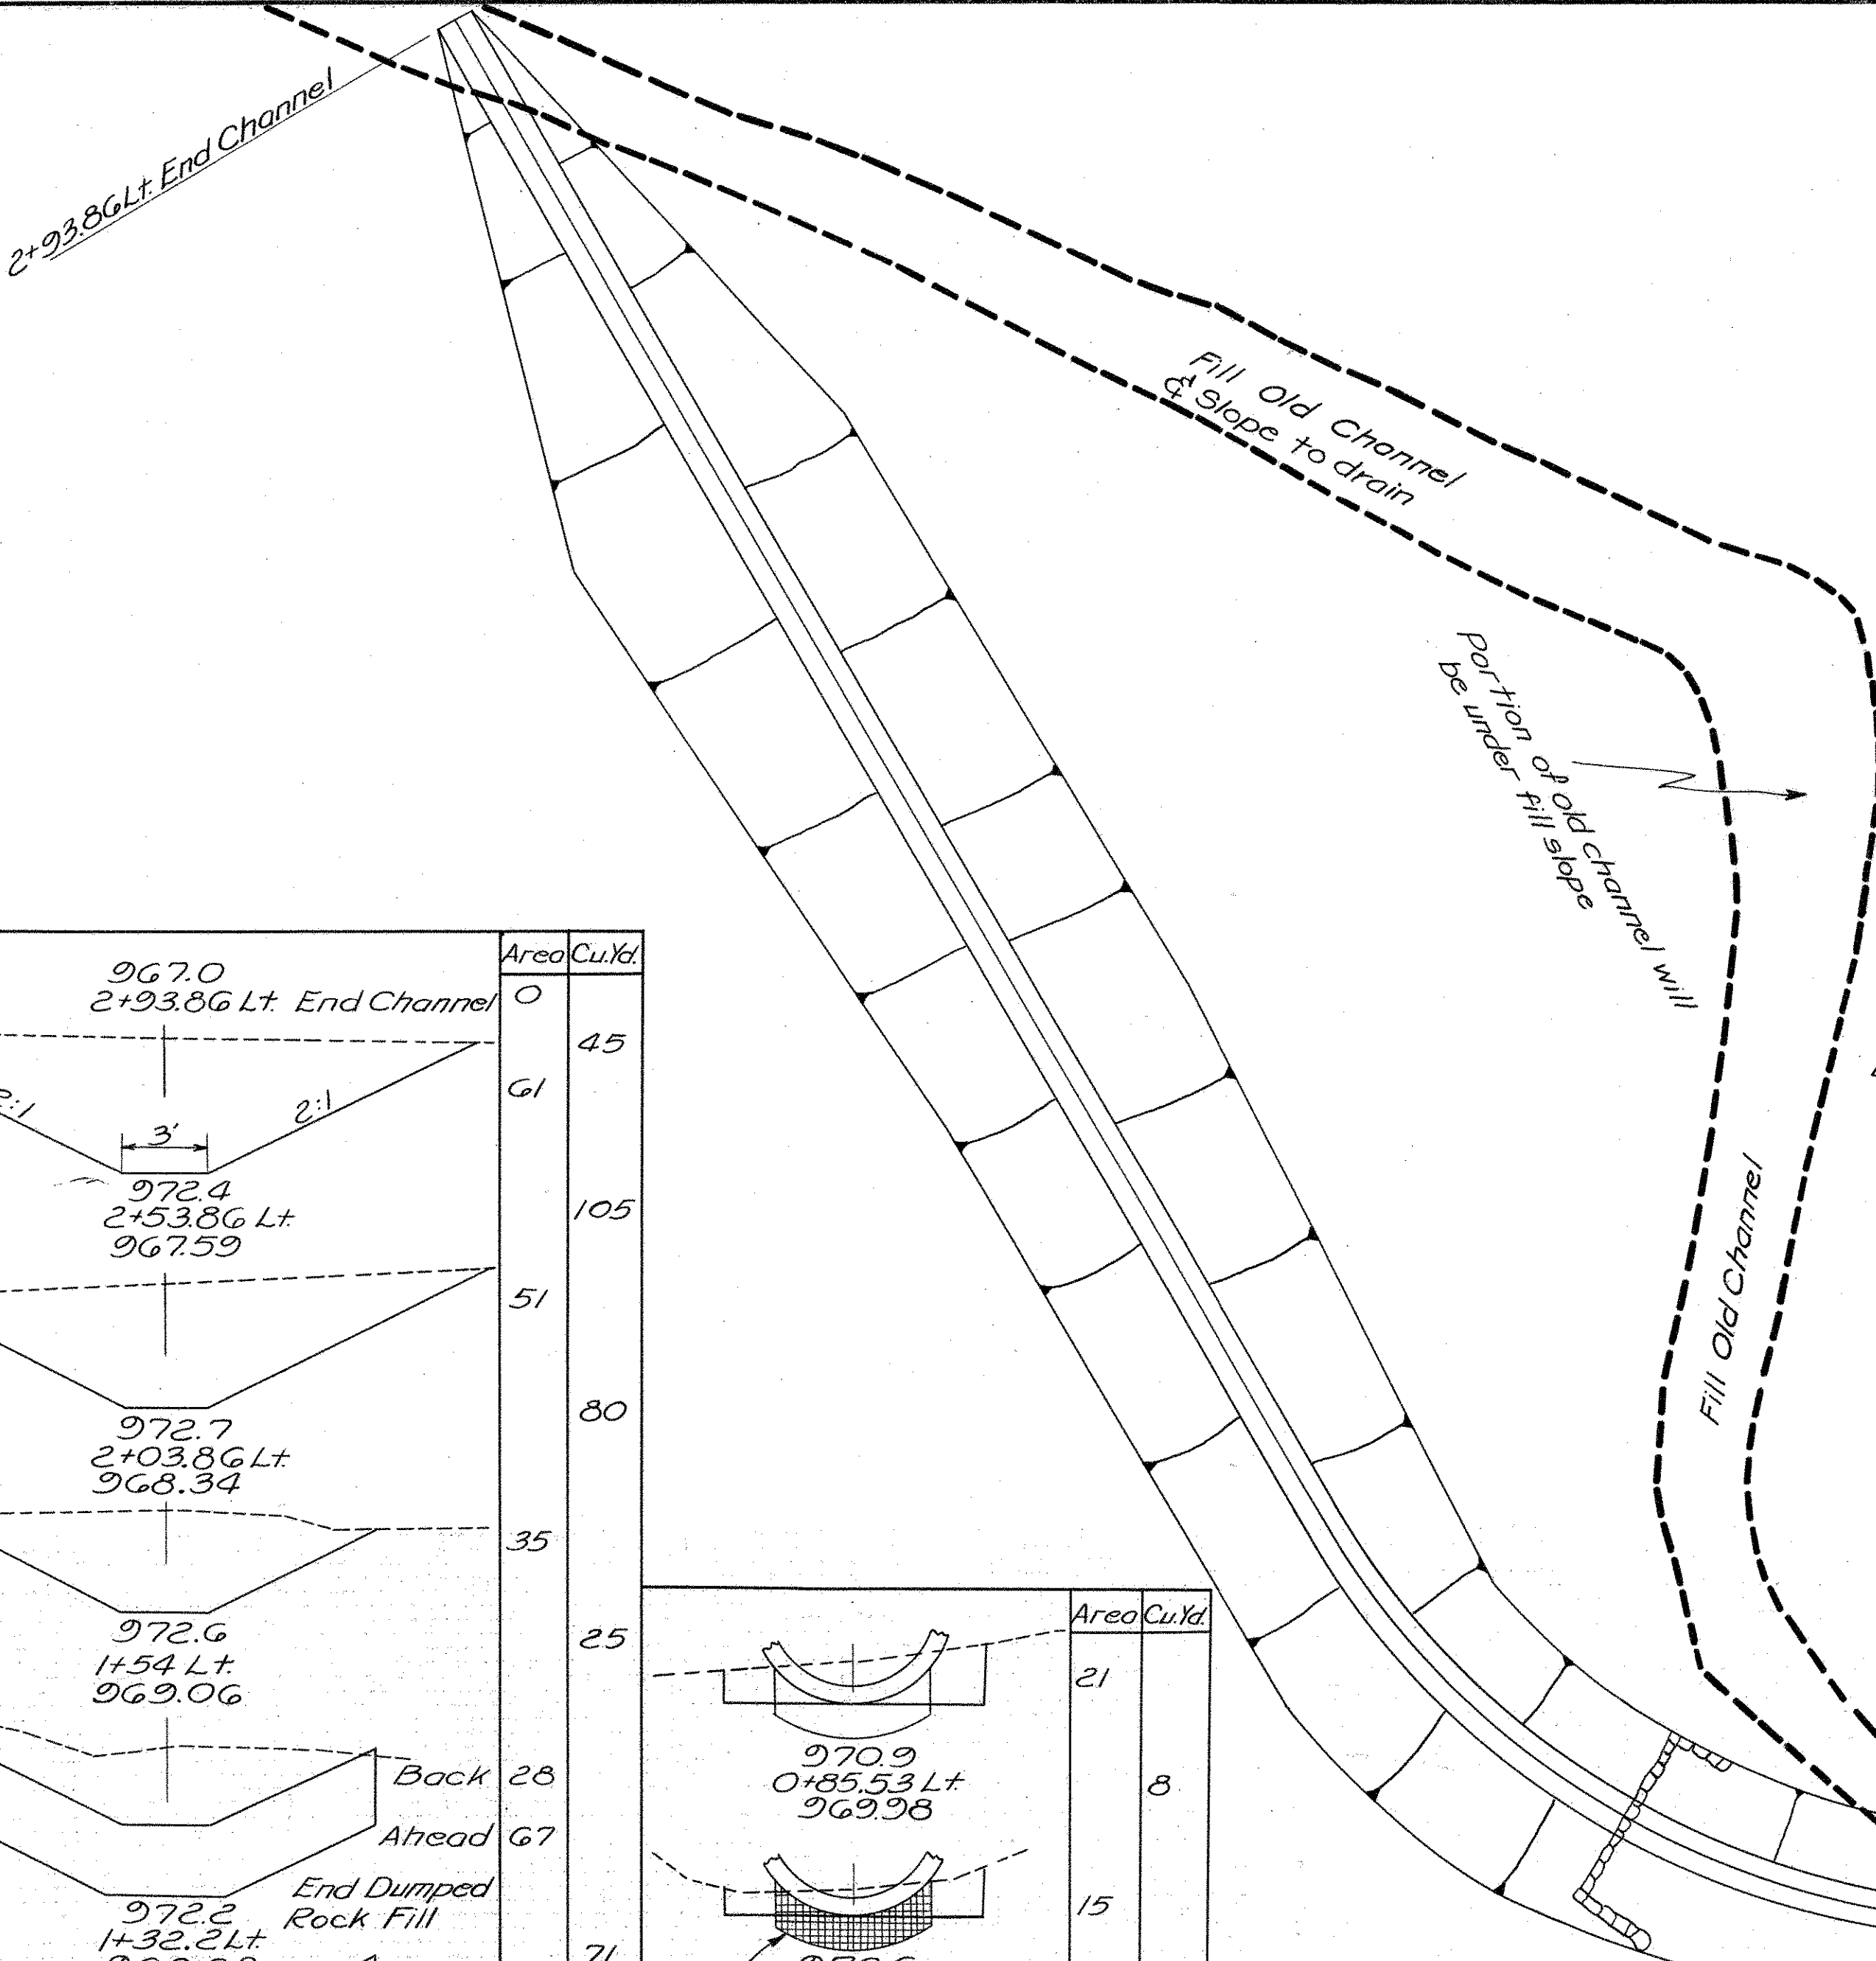 2+93.86 Lt. End Channel
Fill Old Channel
& Slope to drain
Portion of old channel will
be under fill slope
Fill Old Channel
Area Cu.Yd.
967.0
2+93.86 Lt. End Channel 0
45
61
2:1 2:1
3'
972.4
2+53.86 Lt.
967.59
105
51
972.7
2+03.86 Lt.
968.34
80
35
972.6
1+54 Lt.
969.06
25
Back 28
Ahead 67
End Dumped
Rock Fill
972.2
1+32.2 Lt.
71
Area Cu.Yd.
21
970.9
0+85.53 Lt.
969.98
8
15